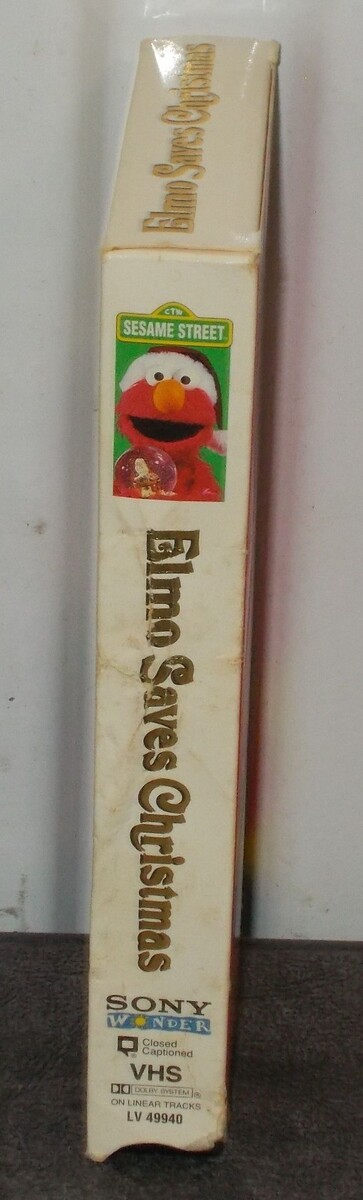 Elmo Saves Christmas
CTW
SESAME STREET
Elmo Saves Christmas
SONY
WONDER
Closed
Captioned
VHS
DOLBY SYSTEM ®
ON LINEAR TRACKS
LV 49940